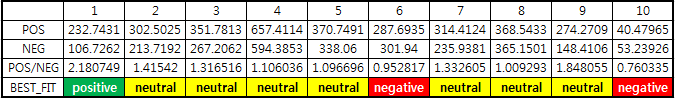 1 2 3 4 5 6 7 8 9 10
POS 232.7431 302.5025 351.7813 657.4114 370.7491 287.6935 314.4124 368.5433 274.2709 40.47965
NEG 106.7262 213.7192 267.2062 594.3853 338.06 301.94 235.9381 365.1501 148.4106 53.23926
POS/NEG 2.180749 1.41542 1.316516 1.106036 1.096696 0.952817 1.332605 1.009293 1.848055 0.760335
BEST_FIT positive neutral neutral neutral neutral negative neutral neutral neutral negative